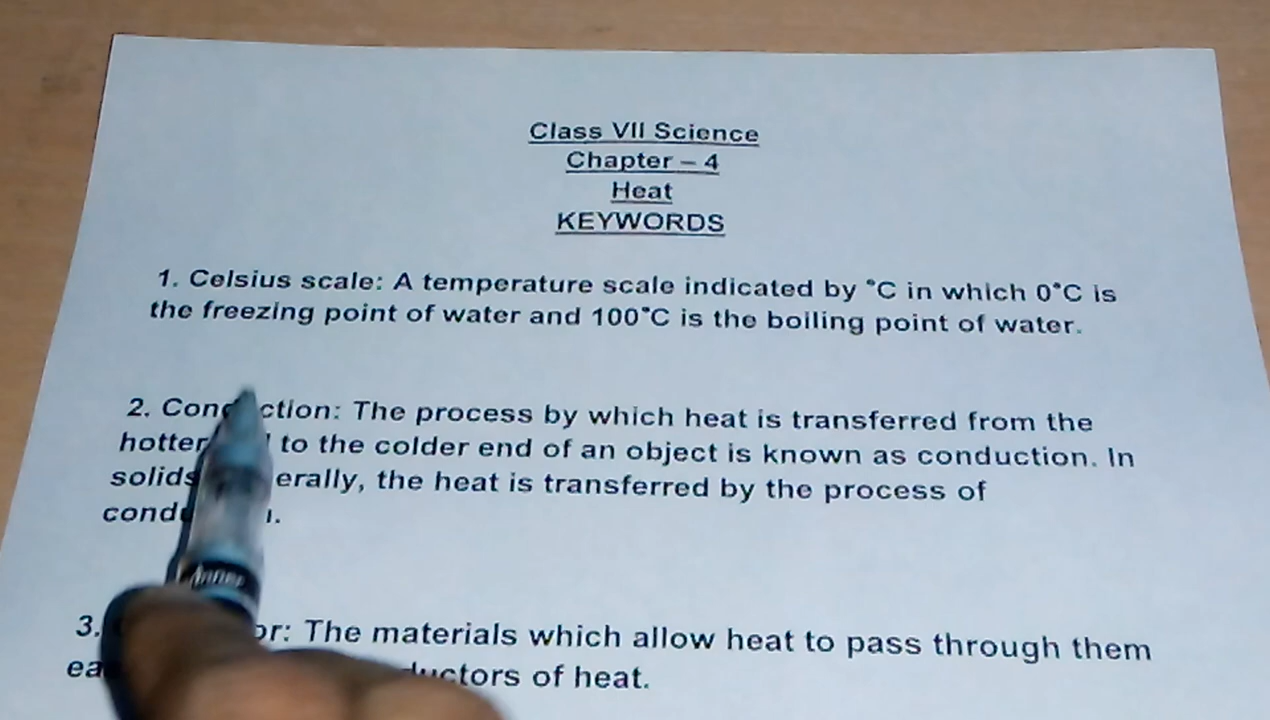 Class VII Science
Chapter – 4
Heat
KEYWORDS
1. Celsius scale: A temperature scale indicated by °C in which 0°C is
the freezing point of water and 100°C is the boiling point of water.
2. Conduction: The process by which heat is transferred from the
hotter to the colder end of an object is known as conduction. In
solids the heat is transferred by the process of
3. The materials which allow heat to pass through them
of heat.